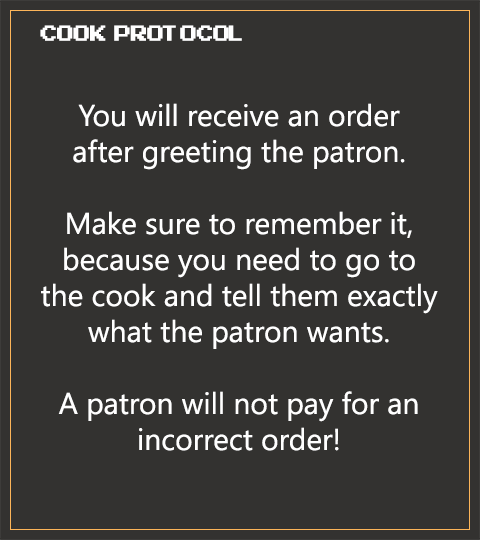 COOK PROTOCOL
You will receive an order
after greeting the patron.
Make sure to remember it,
because you need to go to
the cook and tell them exactly
what the patron wants.
A patron will not pay for an
incorrect order!